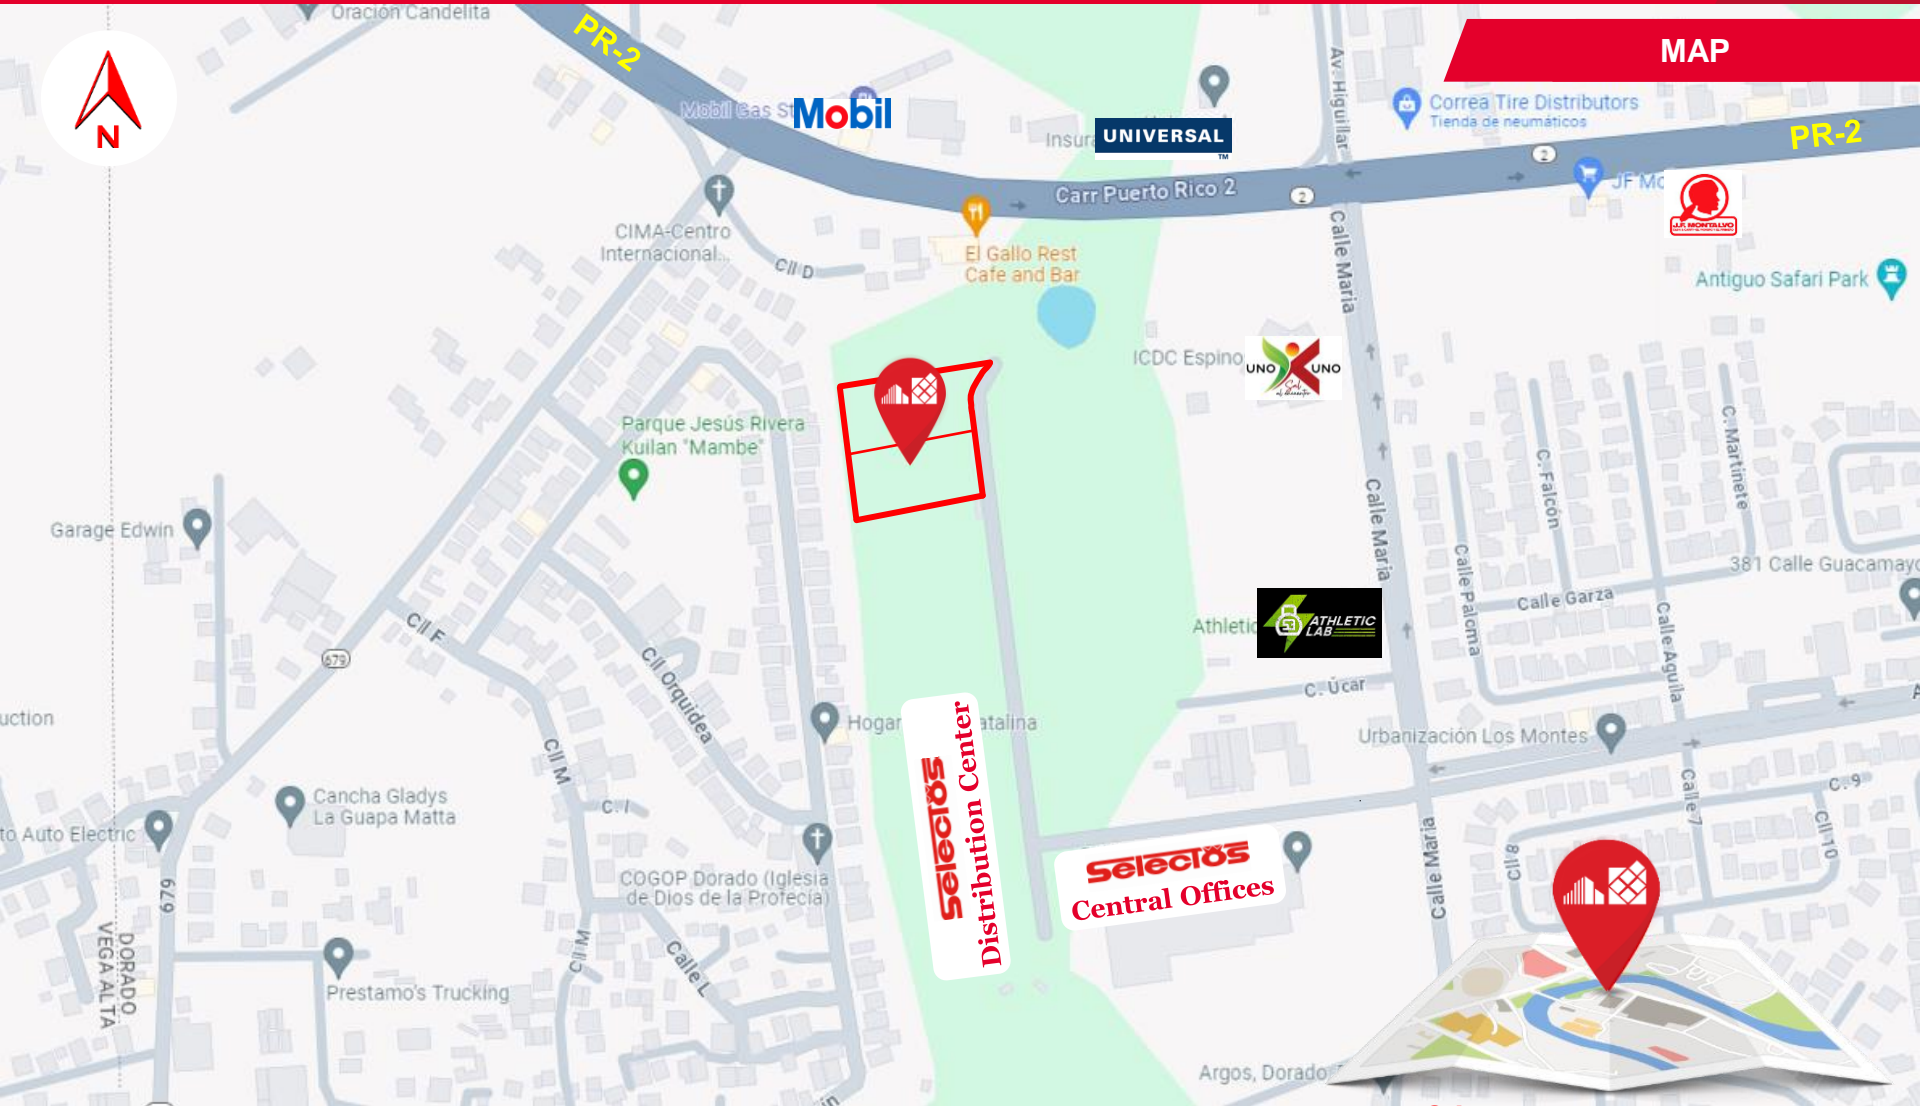 MAP
Oración Candelita
PR-2
N
Mobil Gas St
Mobil
Insur
UNIVERSAL
TM
Av. Higuillar
Correa Tire Distributors
Tienda de neumáticos
PR-2
2
Carr Puerto Rico 2
2
JF Mo
J.F. MONTALVO
CIMA-Centro
Internacional...
Cll D
El Gallo Rest
Cafe and Bar
Calle Maria
Antiguo Safari Park
ICDC Espino
UNO X UNO
Sal
al encuentro
Parque Jesús Rivera
Kuilan "Mambe"
C. Martinete
C. Falcón
Calle Maria
Garage Edwin
381 Calle Guacamayo
Calle Paloma
Calle Garza
Calle Aguila
Cll F
679
Athletic
ATHLETIC
LAB
Cll Orquidea
C. Úcar
uction
Hogar
atalina
Selectos
Distribution Center
Urbanización Los Montes
A
Cll M
Cancha Gladys
La Guapa Matta
C. I
Calle 7
C. 9
Cll 10
to Auto Electric
Calle Maria
Cll 8
Selectos
Central Offices
679
COGOP Dorado (Iglesia
de Dios de la Profecia)
DORADO
VEGA ALTA
Cll M
Calle L
Prestamo's Trucking
Argos, Dorado